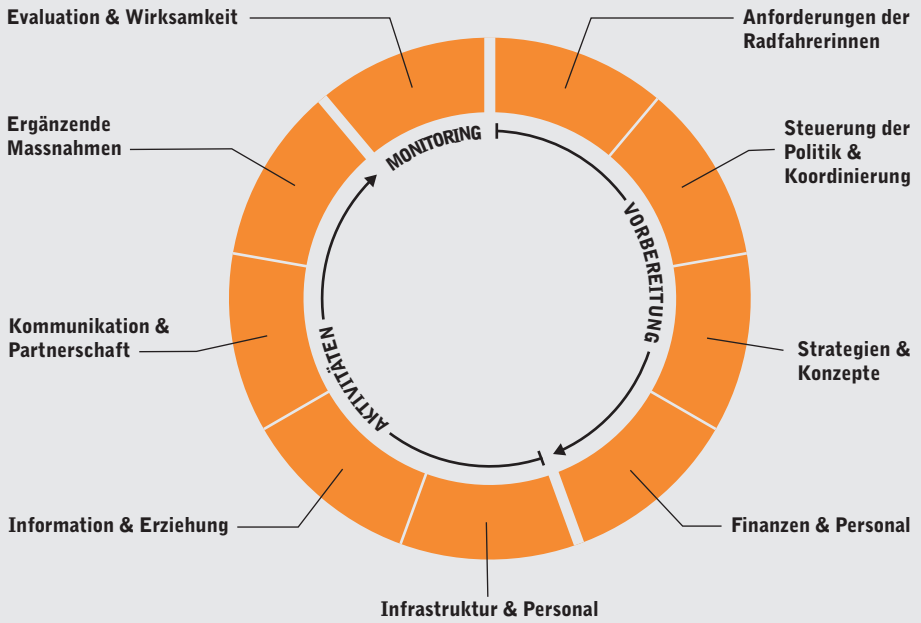 Evaluation & Wirksamkeit
Anforderungen der
Radfahrerinnen
Ergänzende
Massnahmen
Steuerung der
Politik &
Koordinierung
MONITORING
VORBEREITUNG
AKTIVITÄTEN
Kommunikation &
Partnerschaft
Strategien &
Konzepte
Information & Erziehung
Finanzen & Personal
Infrastruktur & Personal